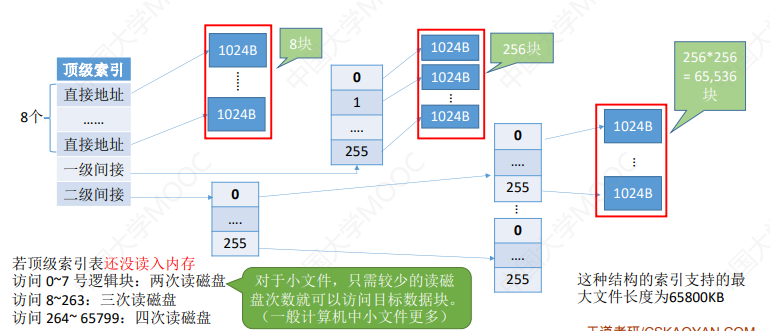 顶级索引
直接地址
……
直接地址
一级间接
二级间接
8个
1024B
1024B
8块
0
1
....
255
1024B
1024B
1024B
256块
0
....
255
0
....
255
0
....
255
1024B
1024B
256*256
= 65,536
块
若顶级索引表还没读入内存
访问 0~7 号逻辑块：两次读磁盘
访问 8~263：三次读磁盘
访问 264~ 65799：四次读磁盘
对于小文件，只需较少的读磁
盘次数就可以访问目标数据块。
（一般计算机中小文件更多）
这种结构的索引支持的最
大文件长度为65800KB
王道考研/CSKAOYAN.COM
中国大学MOOC